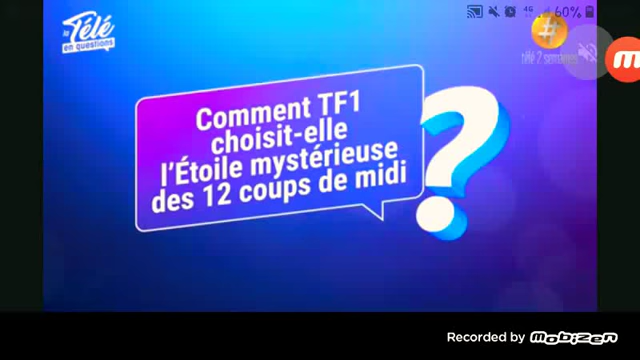 la Télé
en questions
4G
60%
#
télé 2 semaines
Comment TF1
choisit-elle
l'Étoile mystérieuse
des 12 coups de midi
?
Recorded by Mobizen